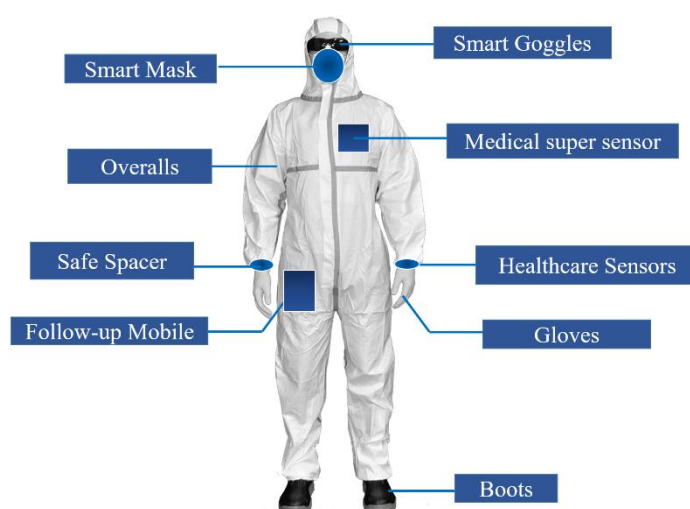 Smart Goggles
Smart Mask
Medical super sensor
Overalls
Safe Spacer
Healthcare Sensors
Follow-up Mobile
Gloves
Boots